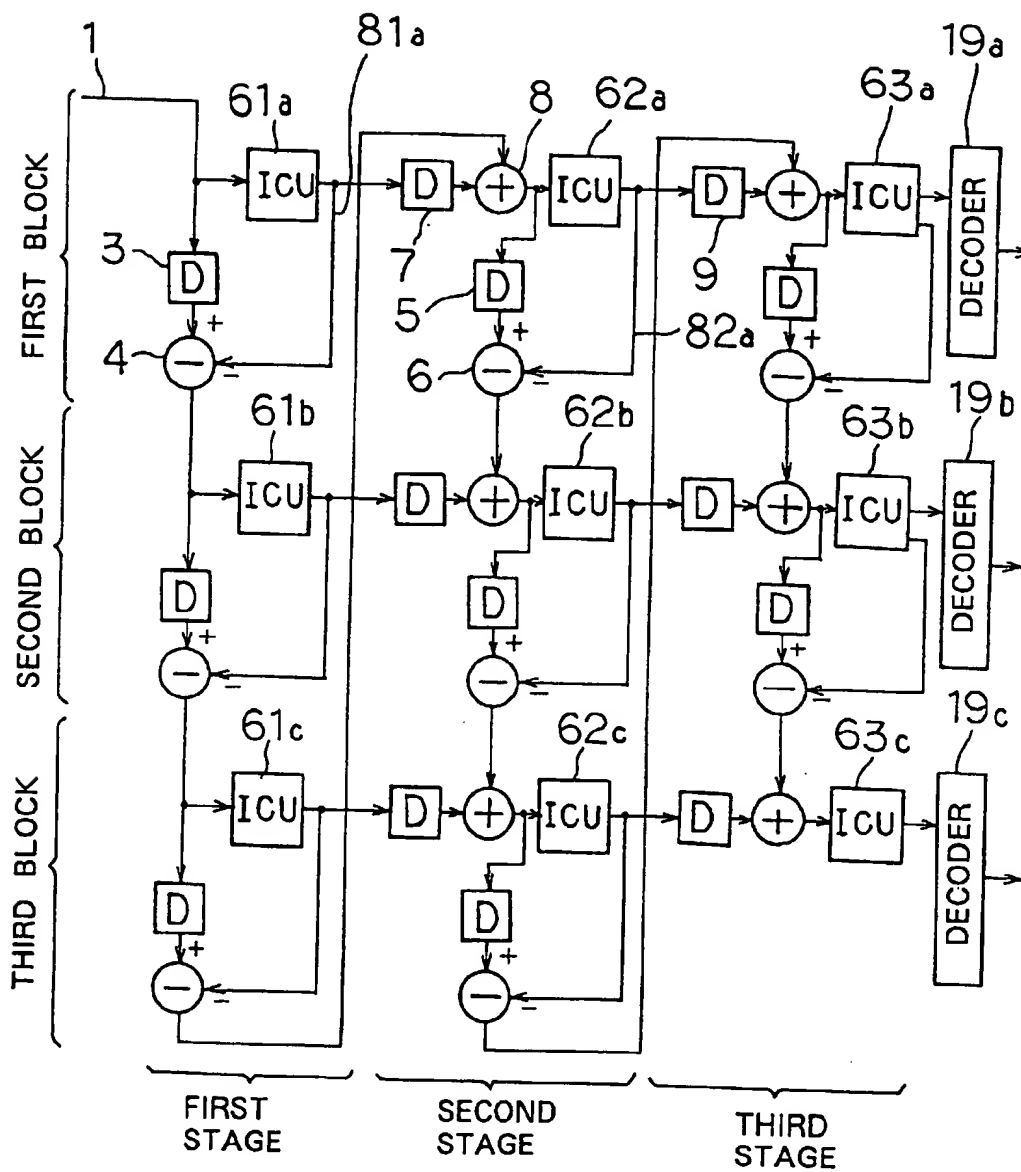 1
81a
19a
61a
8
62a
63a
FIRST BLOCK
ICU
D
+
ICU
D
+
ICU
DECODER
3
D
+
7
5
D
+
9
D
+
4
−
−
6
−
−
82a
−
−
61b
62b
63b
19b
SECOND BLOCK
ICU
D
+
ICU
D
+
ICU
DECODER
D
+
D
+
D
+
−
−
−
−
−
−
61c
62c
63c
19c
THIRD BLOCK
ICU
D
+
ICU
D
+
ICU
DECODER
D
+
D
+
−
−
−
−
FIRST
STAGE
SECOND
STAGE
THIRD
STAGE